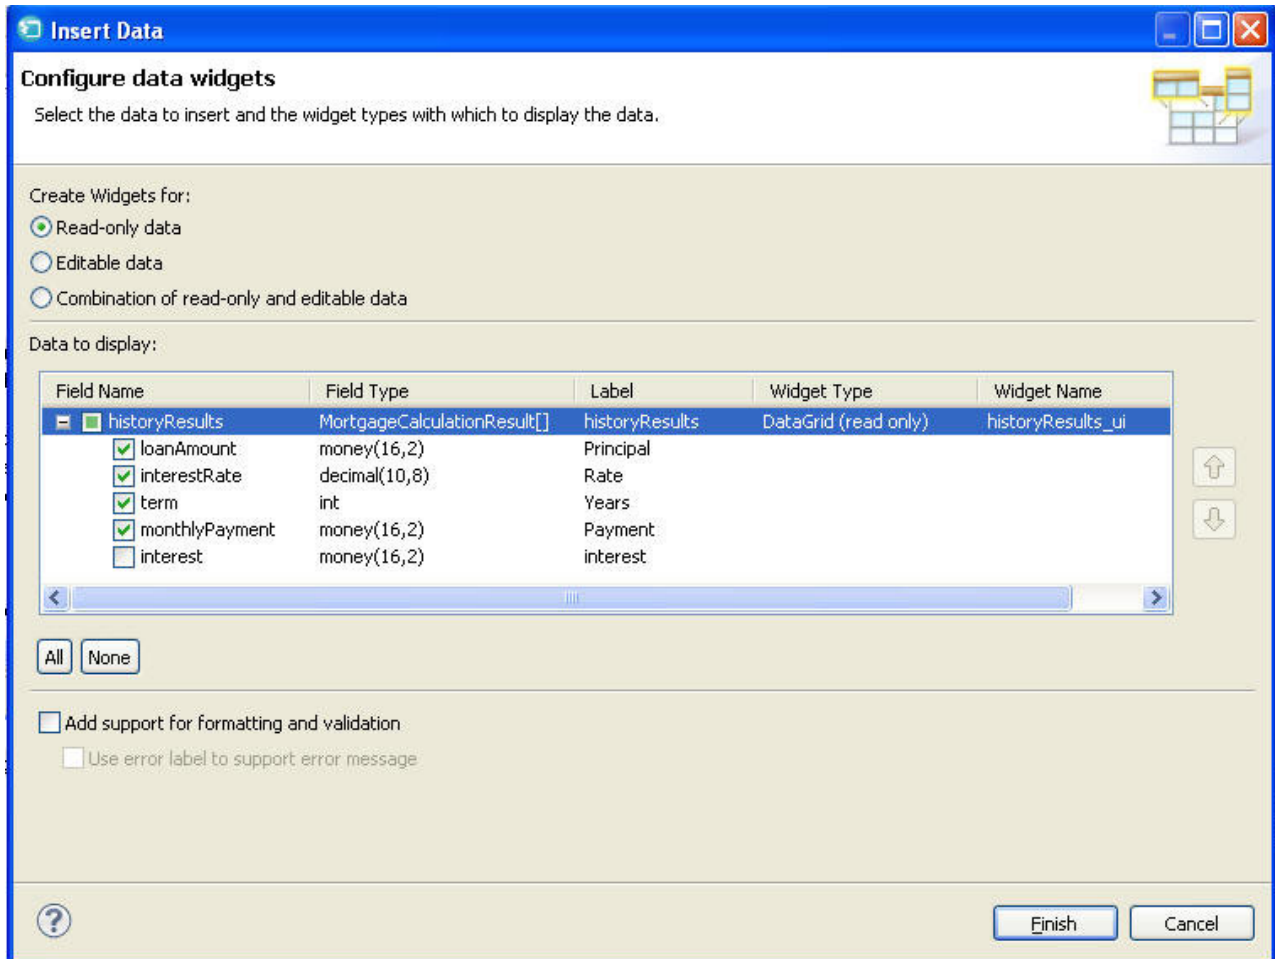 Insert Data
Configure data widgets
Select the data to insert and the widget types with which to display the data.
Create Widgets for:
Read-only data
Editable data
Combination of read-only and editable data
Data to display:
Field Name Field Type Label Widget Type Widget Name
historyResults MortgageCalculationResult[] historyResults DataGrid (read only) historyResults_ui
loanAmount money(16,2) Principal
interestRate decimal(10,8) Rate
term int Years
monthlyPayment money(16,2) Payment
interest money(16,2) interest
All None
Add support for formatting and validation
Use error label to support error message
? Finish Cancel